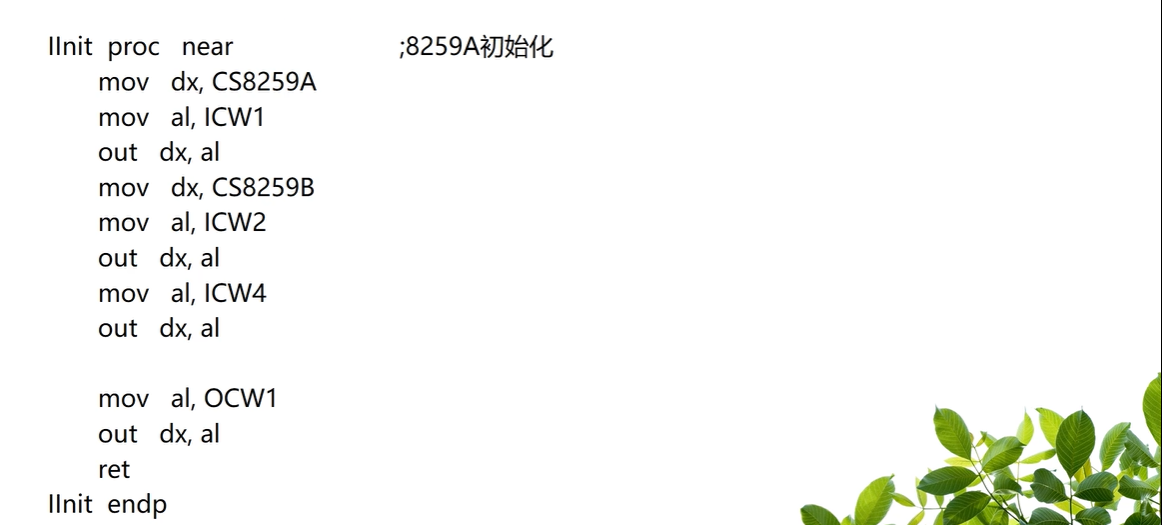 IInit proc near ;8259A初始化
mov dx, CS8259A
mov al, ICW1
out dx, al
mov dx, CS8259B
mov al, ICW2
out dx, al
mov al, ICW4
out dx, al
mov al, OCW1
out dx, al
ret
IInit endp